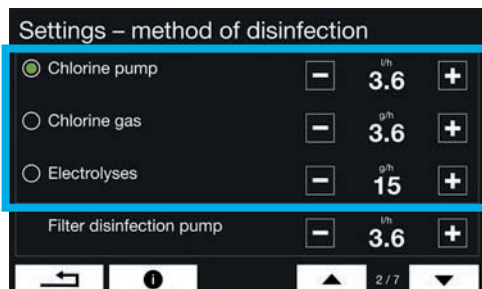 Settings – method of disinfection
Chlorine pump
l/h
3.6
Chlorine gas
g/h
3.6
Electrolyses
g/h
15
Filter disinfection pump
l/h
3.6
2/7